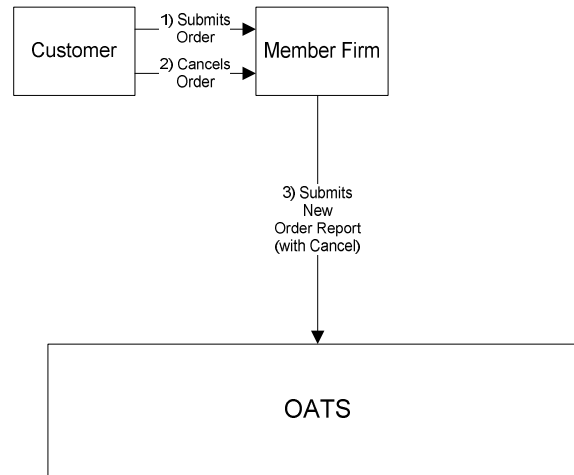 Customer
1) Submits
Order
2) Cancels
Order
Member Firm
3) Submits
New
Order Report
(with Cancel)
OATS